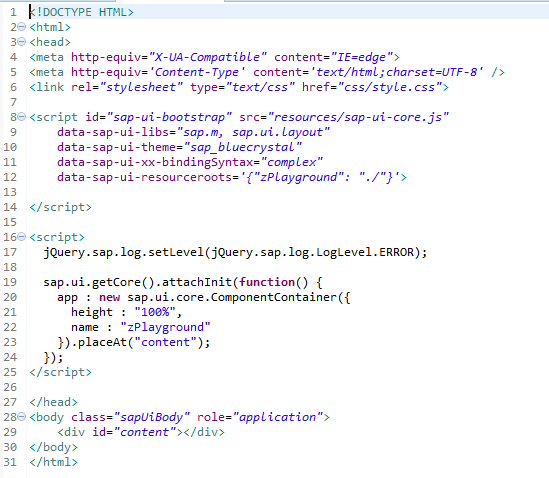 1 <!DOCTYPE HTML>
2 <html>
3 <head>
4 <meta http-equiv="X-UA-Compatible" content="IE=edge">
5 <meta http-equiv='Content-Type' content='text/html;charset=UTF-8' />
6 <link rel="stylesheet" type="text/css" href="css/style.css">
7
8 <script id="sap-ui-bootstrap" src="resources/sap-ui-core.js"
9     data-sap-ui-libs="sap.m, sap.ui.layout"
10     data-sap-ui-theme="sap_bluecrystal"
11     data-sap-ui-xx-bindingSyntax="complex"
12     data-sap-ui-resourceroots='{"zPlayground": "./"}'>
13
14 </script>
15
16 <script>
17   jQuery.sap.log.setLevel(jQuery.sap.log.LogLevel.ERROR);
18
19   sap.ui.getCore().attachInit(function() {
20     app : new sap.ui.core.ComponentContainer({
21       height : "100%",
22       name : "zPlayground"
23     }).placeAt("content");
24   });
25 </script>
26
27 </head>
28 <body class="sapUiBody" role="application">
29     <div id="content"></div>
30 </body>
31 </html>